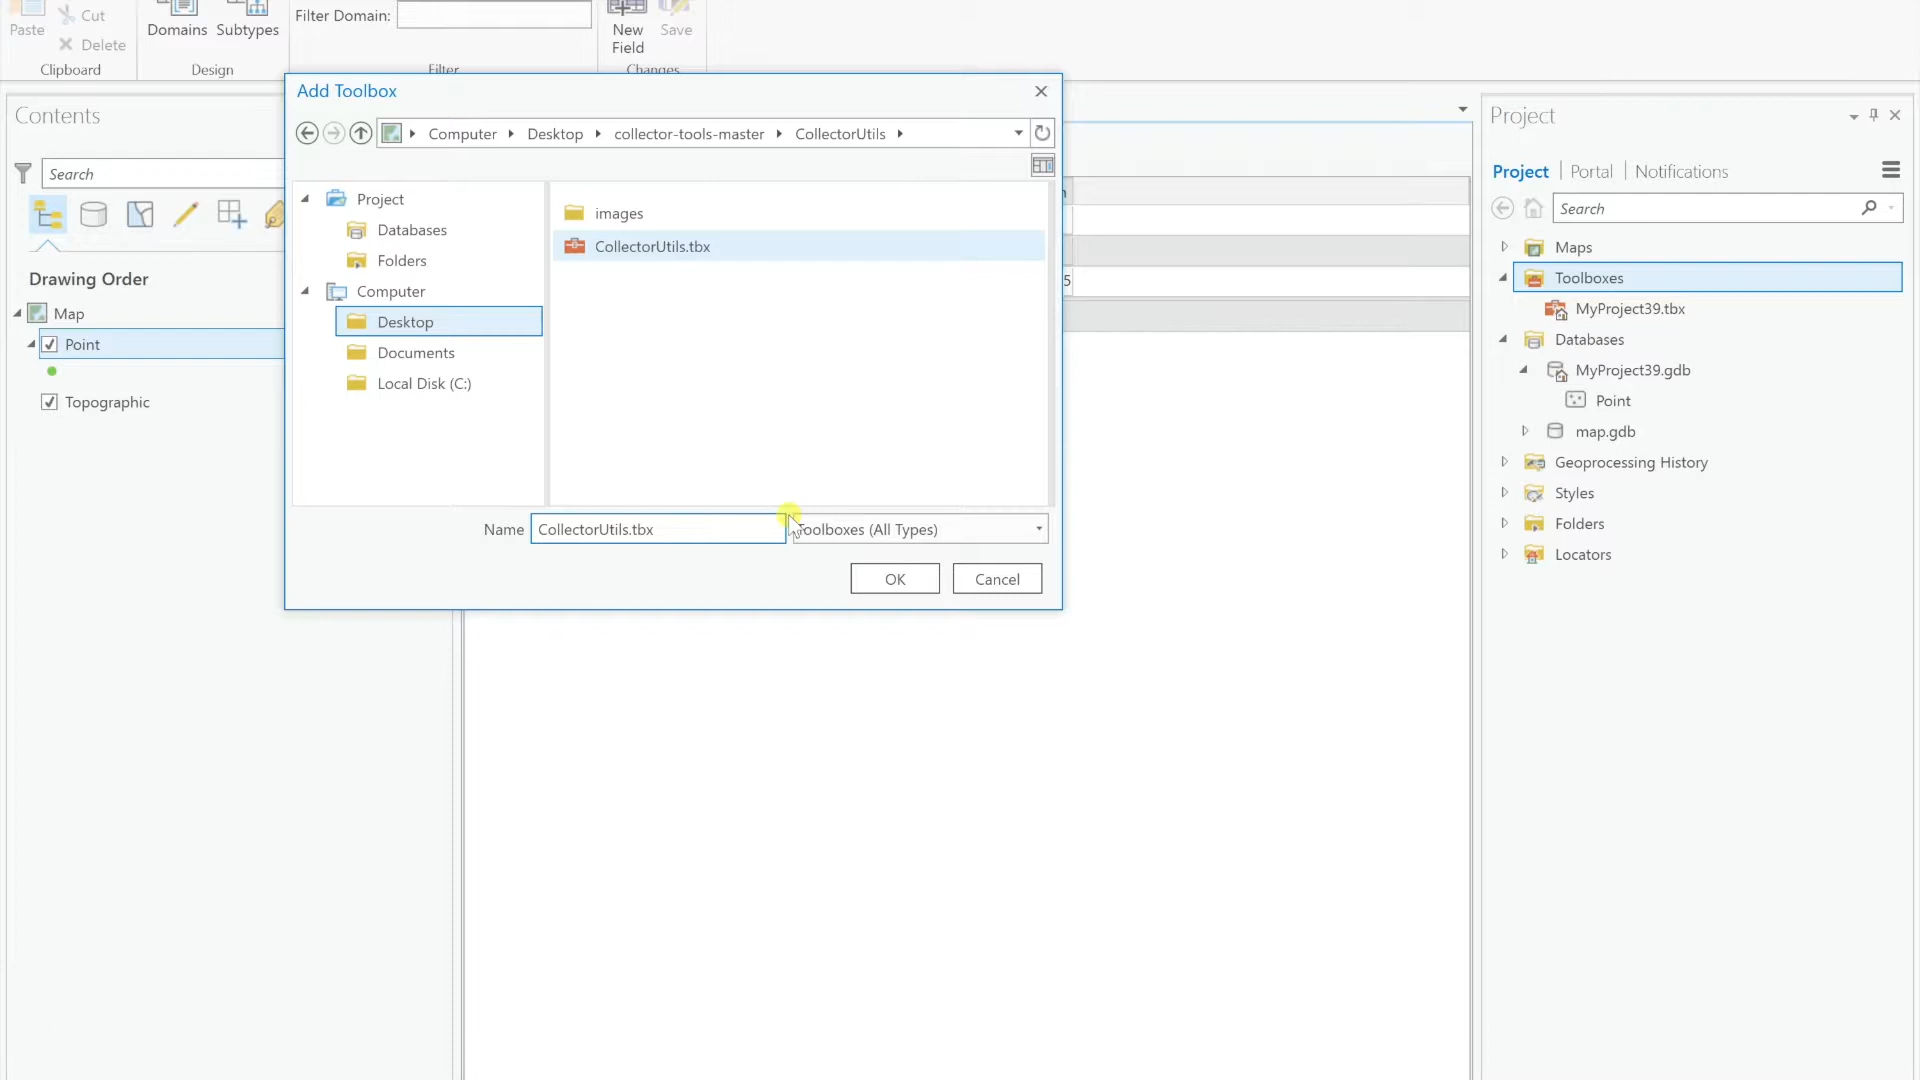 Paste
Cut
Delete
Clipboard
Domains
Subtypes
Design
Filter Domain:
Filter
New
Field
Save
Changes
Contents
Search
Drawing Order
Map
Point
Topographic
Add Toolbox
Computer
Desktop
collector-tools-master
CollectorUtils
Project
Databases
Folders
Computer
Desktop
Documents
Local Disk (C:)
images
CollectorUtils.tbx
Name
CollectorUtils.tbx
Toolboxes (All Types)
OK
Cancel
5
Project
Project
Portal
Notifications
Search
Maps
Toolboxes
MyProject39.tbx
Databases
MyProject39.gdb
Point
map.gdb
Geoprocessing History
Styles
Folders
Locators